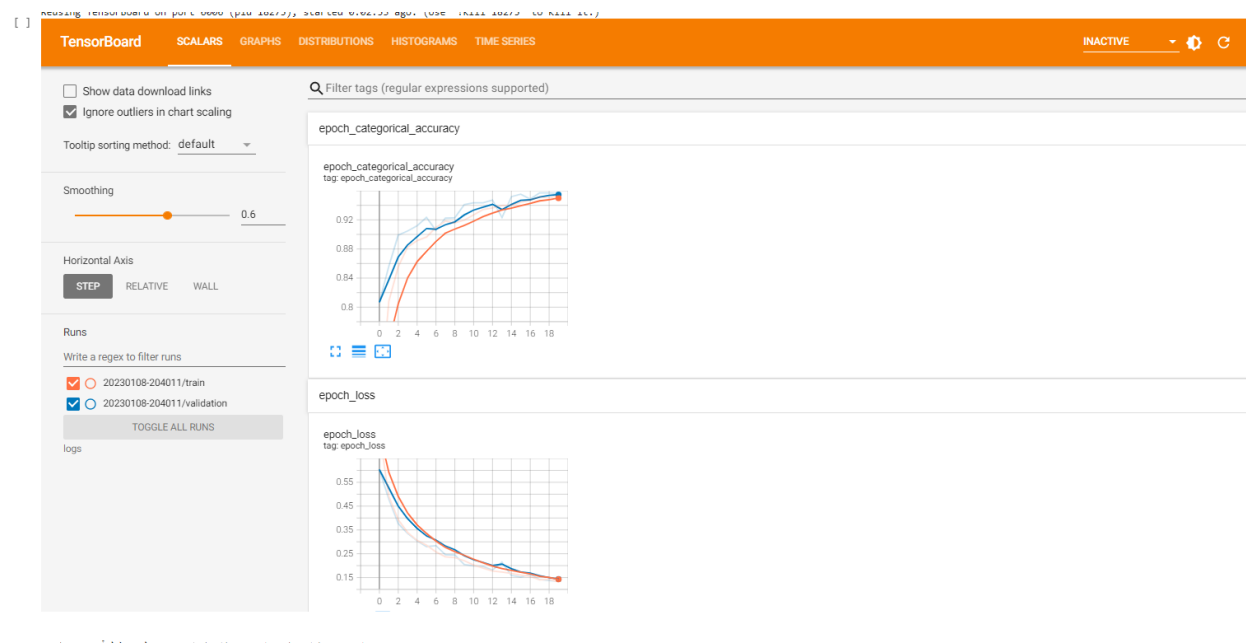 [ ]
TensorBoard SCALARS GRAPHS DISTRIBUTIONS HISTOGRAMS TIME SERIES INACTIVE
Show data download links
Ignore outliers in chart scaling
Tooltip sorting method: default
Smoothing
0.6
Horizontal Axis
STEP RELATIVE WALL
Runs
Write a regex to filter runs
20230108-204011/train
20230108-204011/validation
TOGGLE ALL RUNS
logs
Filter tags (regular expressions supported)
epoch_categorical_accuracy
epoch_categorical_accuracy
tag: epoch_categorical_accuracy
0.92
0.88
0.84
0.8
0 2 4 6 8 10 12 14 16 18
epoch_loss
epoch_loss
tag: epoch_loss
0.55
0.45
0.35
0.25
0.15
0 2 4 6 8 10 12 14 16 18